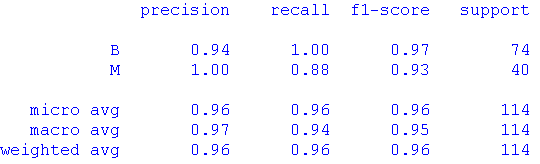 precision recall f1-score support
B 0.94 1.00 0.97 74
M 1.00 0.88 0.93 40
micro avg 0.96 0.96 0.96 114
macro avg 0.97 0.94 0.95 114
weighted avg 0.96 0.96 0.96 114